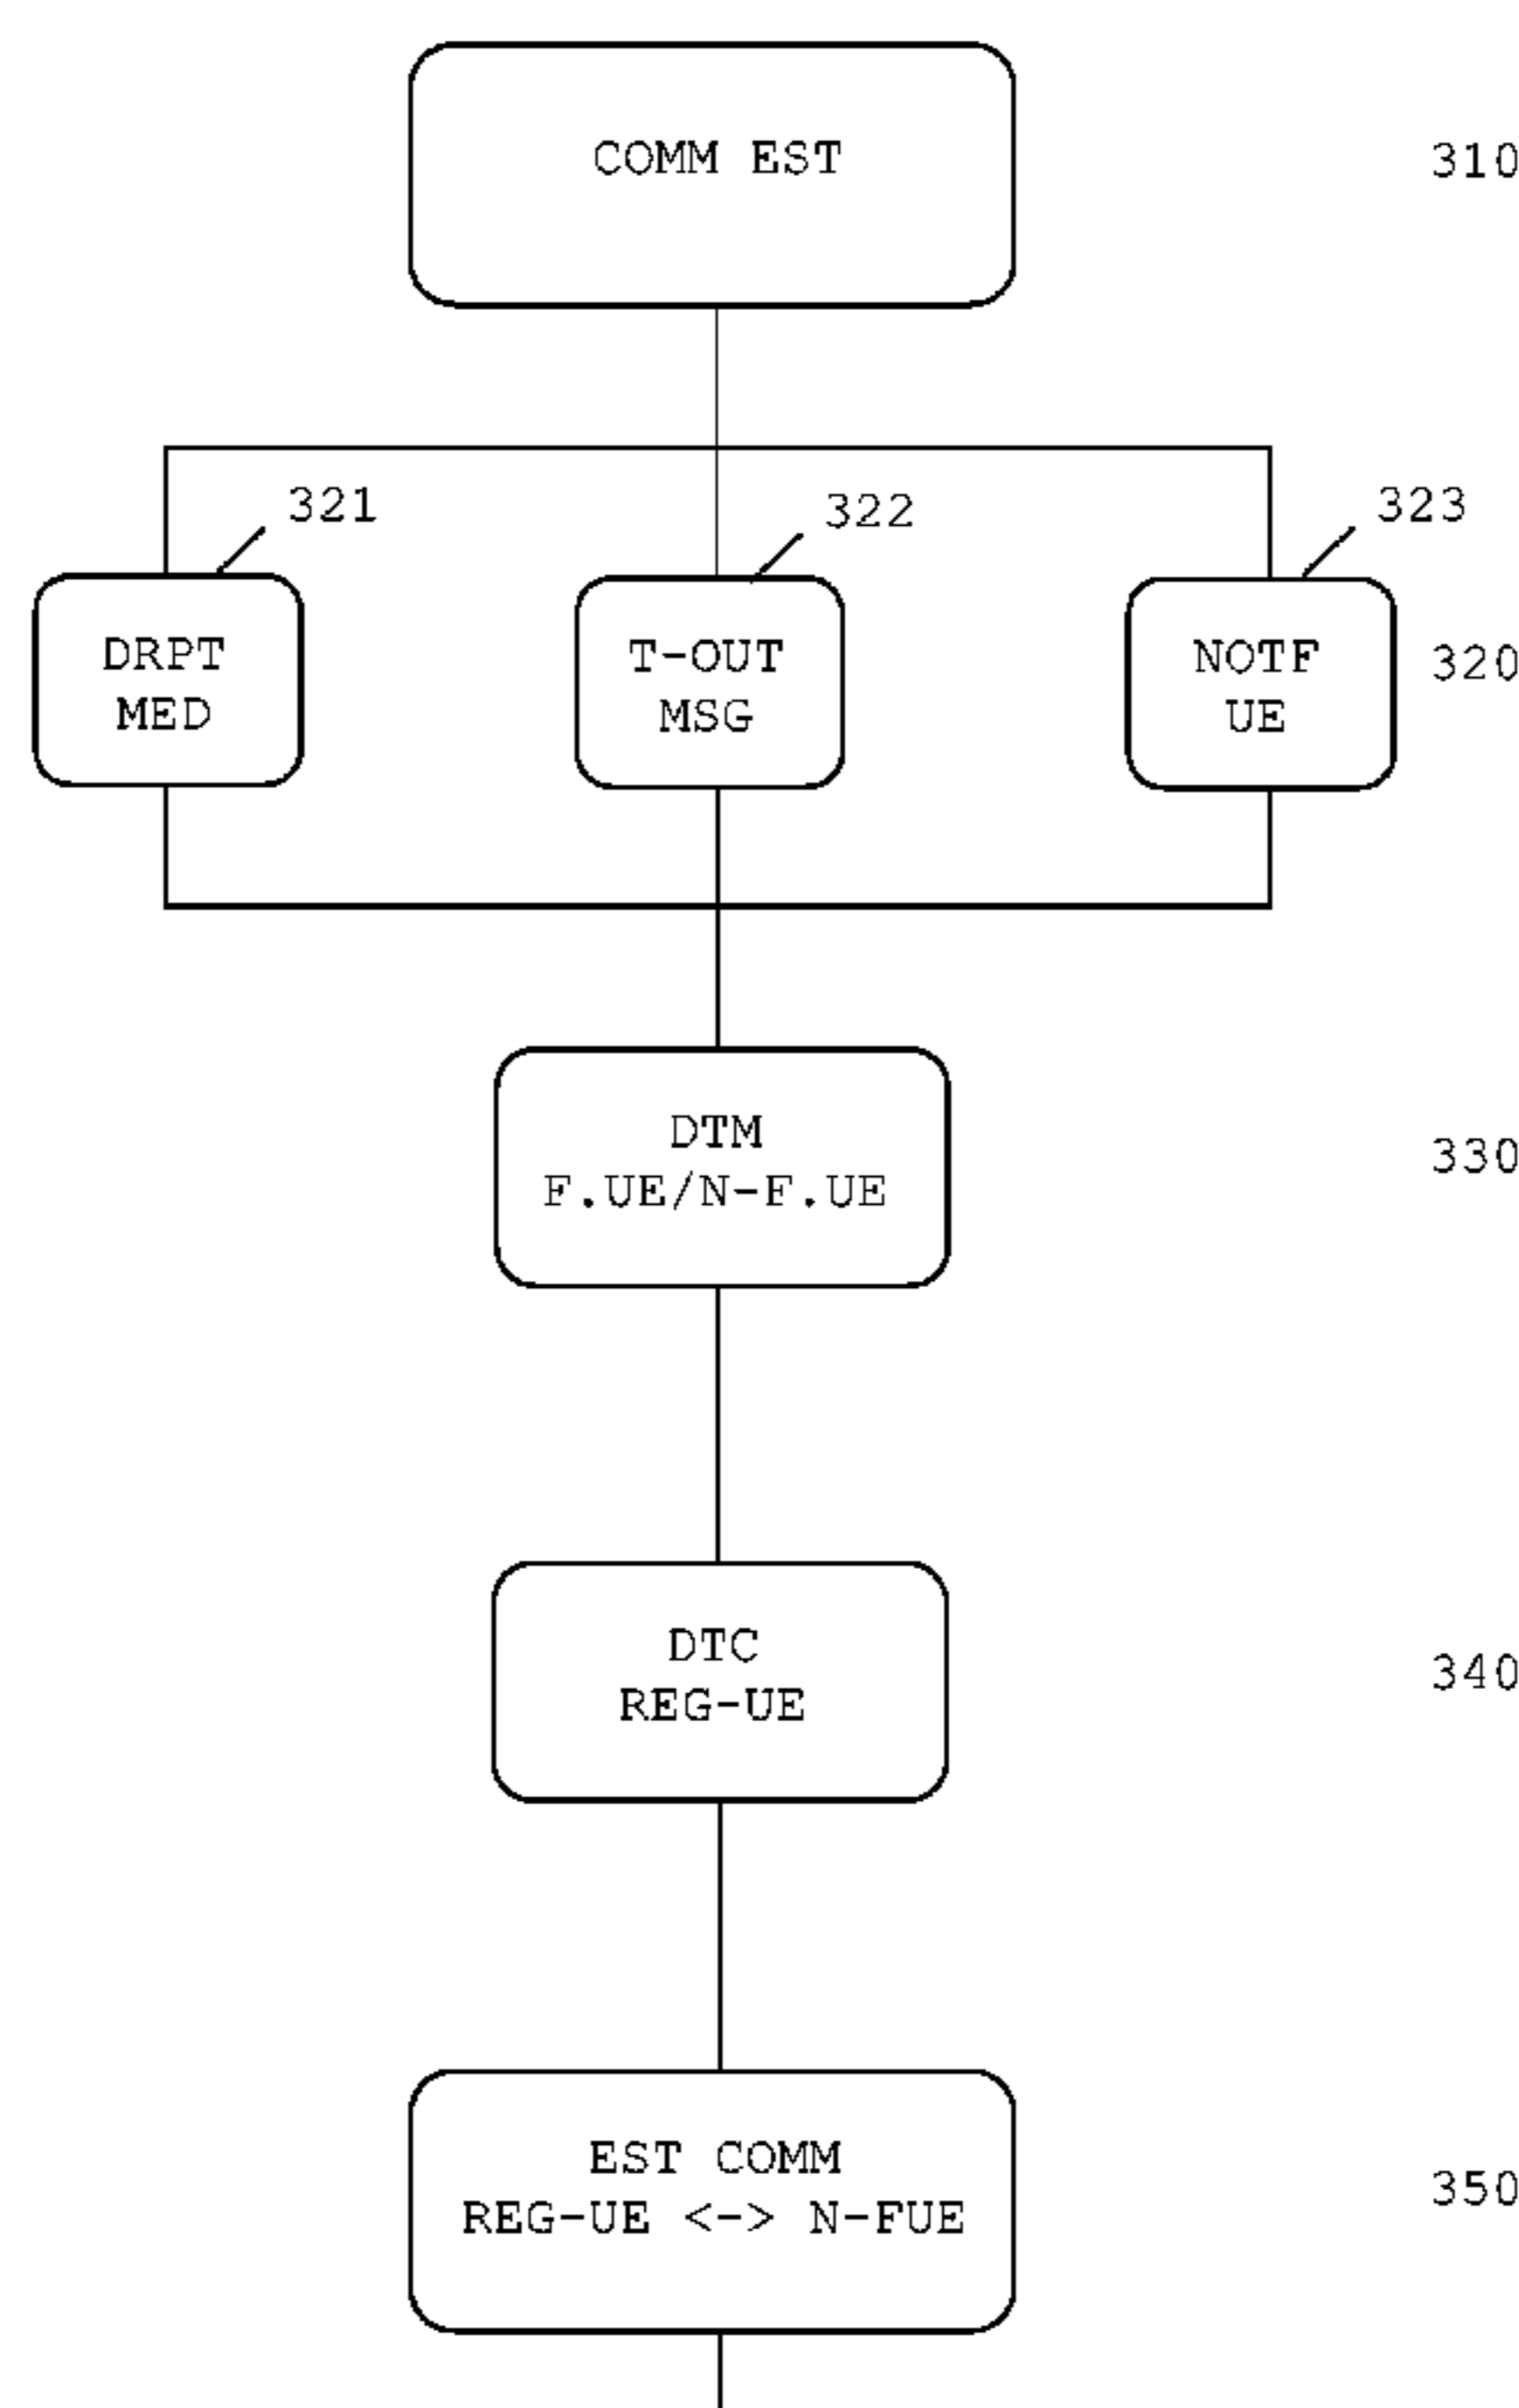 COMM EST
310
321
322
323
DRPT
MED
T-OUT
MSG
NOTF
UE
320
DTM
F.UE/N-F.UE
330
DTC
REG-UE
340
EST COMM
REG-UE <-> N-FUE
350